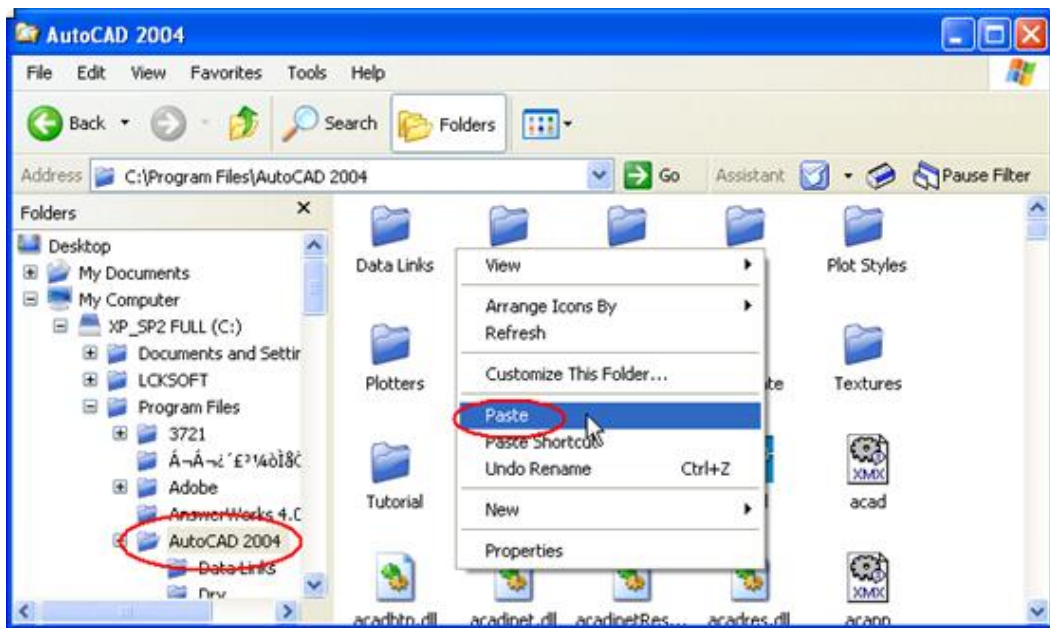 AutoCAD 2004
File Edit View Favorites Tools Help
Back Search Folders
Address C:\Program Files\AutoCAD 2004 Go Assistant Pause Filter
Folders
Desktop
My Documents
My Computer
XP_SP2 FULL (C:)
Documents and Settir
LCKSOFT
Program Files
3721
Adobe
AnswerWorks 4.0
AutoCAD 2004
Data Links
Drv
Data Links
Plot Styles
Plotters
Textures
Tutorial
acad
XMX
acadbtn.dll acadinet.dll acadinetRes... acadres.dll acapp
XMX
View
Arrange Icons By
Refresh
Customize This Folder...
Paste
Paste Shortcut
Undo Rename Ctrl+Z
New
Properties